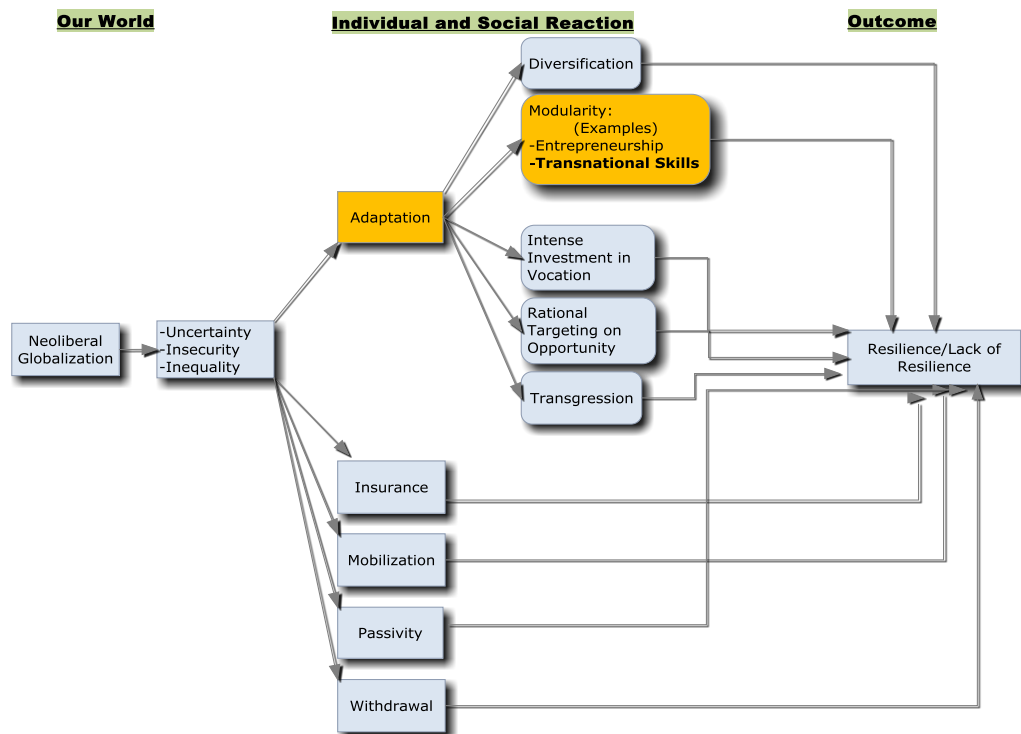 Our World
Individual and Social Reaction
Outcome
Diversification
Modularity:
(Examples)
-Entrepreneurship
-Transnational Skills
Adaptation
Intense
Investment in
Vocation
Rational
Targeting on
Opportunity
Transgression
Neoliberal
Globalization
-Uncertainty
-Insecurity
-Inequality
Resilience/Lack of
Resilience
Insurance
Mobilization
Passivity
Withdrawal